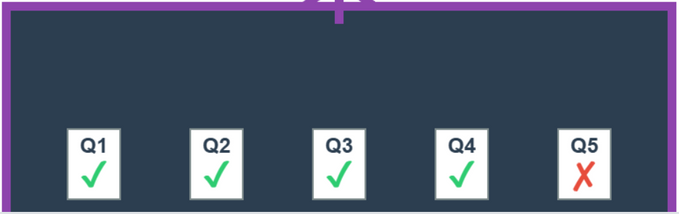 Q1 Q2 Q3 Q4 Q5
✓ ✓ ✓ ✓ ✗